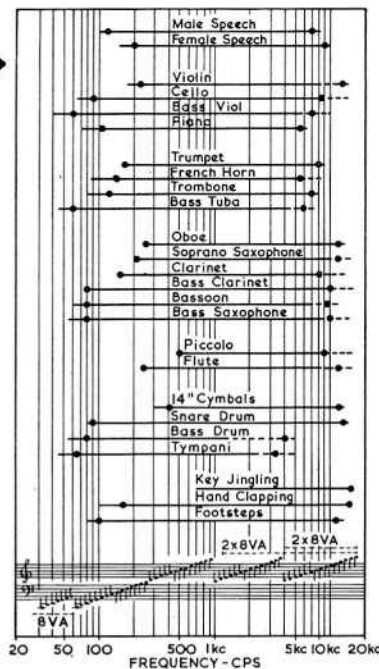 Male Speech
Female Speech
Violin
Cello
Bass Viol
Piano
Trumpet
French Horn
Trombone
Bass Tuba
Oboe
Soprano Saxophone
Clarinet
Bass Clarinet
Bassoon
Bass Saxophone
Piccolo
Flute
14" Cymbals
Snare Drum
Bass Drum
Tympani
Key Jingling
Hand Clapping
Footsteps
2x8VA 2x8VA
8VA
20 50 100 500 1kc 5kc 10kc 20kc
FREQUENCY-CPS